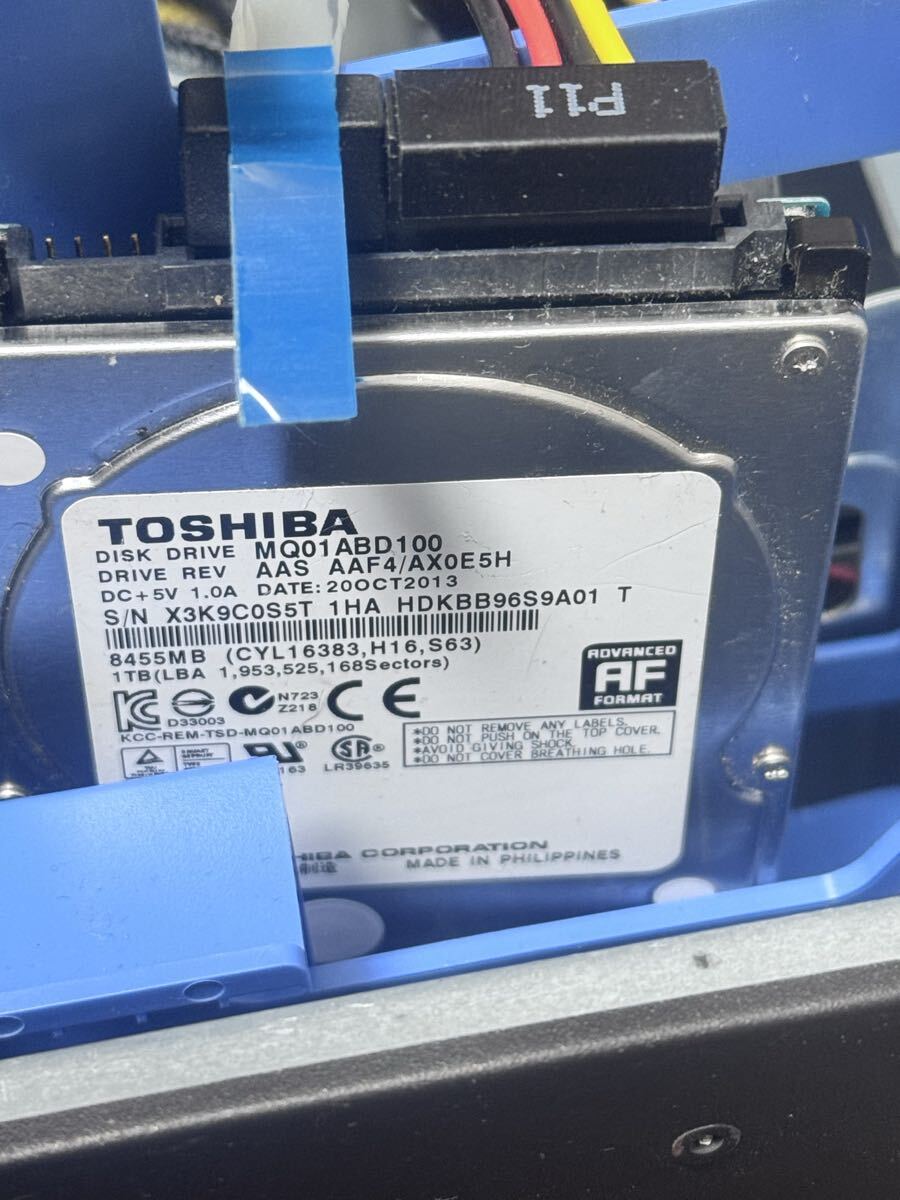 P11
TOSHIBA
DISK DRIVE MQ01ABD100
DRIVE REV AAS AAF4/AX0E5H
DC+5V 1.0A DATE:20OCT2013
S/N X3K9C0S5T 1HA HDKBB96S9A01 T
8455MB (CYL16383,H16,S63)
1TB(LBA 1,953,525,168Sectors)
ADVANCED
AF
FORMAT
N723
Z218
CE
D33003
KCC-REM-TSD-MQ01ABD100
*DO NOT REMOVE ANY LABELS.
*DO NOT PUSH ON THE TOP COVER.
*AVOID GIVING SHOCK.
*DO NOT COVER BREATHING HOLE.
LR39635
CORPORATION
MADE IN PHILIPPINES